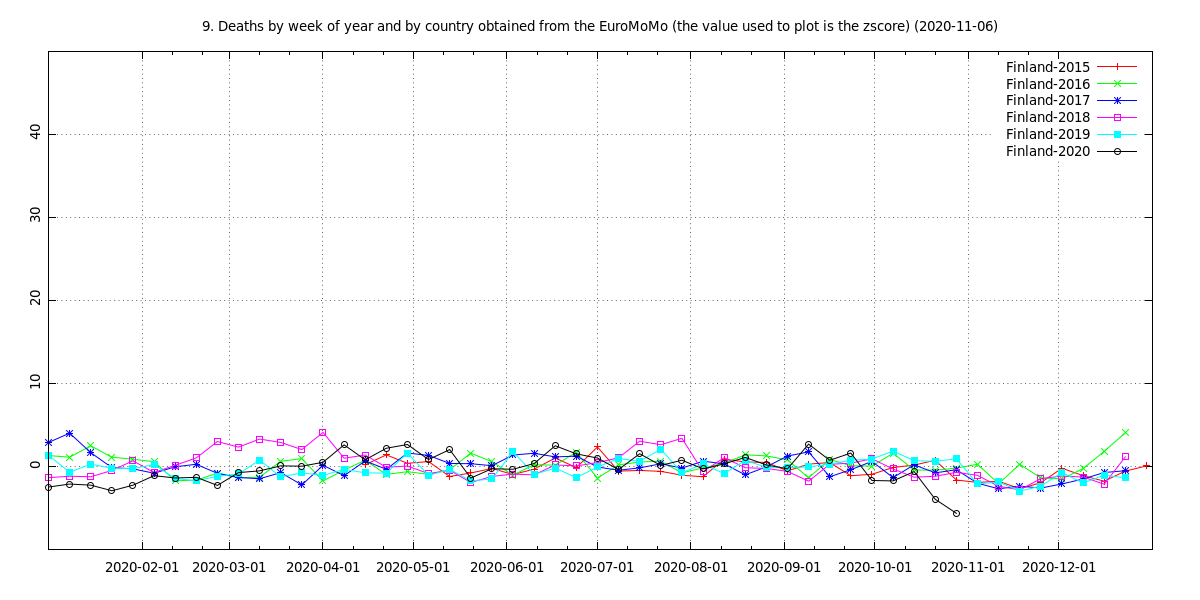 9. Deaths by week of year and by country obtained from the EuroMoMo (the value used to plot is the zscore) (2020-11-06)
Finland-2015
Finland-2016
Finland-2017
Finland-2018
Finland-2019
Finland-2020
40
30
20
10
0
2020-02-01 2020-03-01 2020-04-01 2020-05-01 2020-06-01 2020-07-01 2020-08-01 2020-09-01 2020-10-01 2020-11-01 2020-12-01